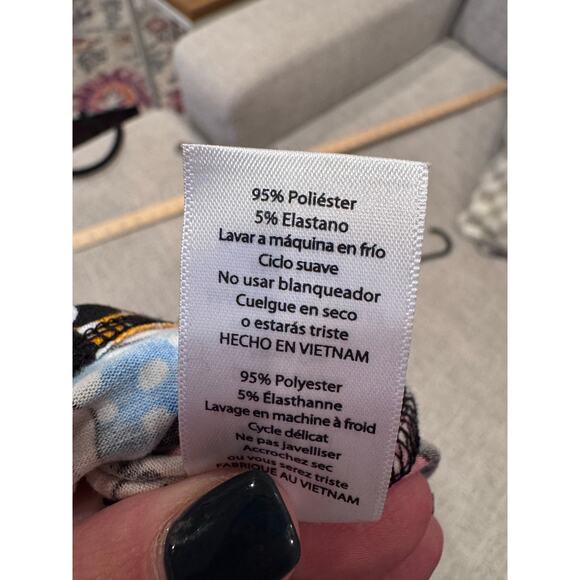 95% Poliéster
5% Elastano
Lavar a máquina en frío
Ciclo suave
No usar blanqueador
Cuelgue en seco
o estarás triste
HECHO EN VIETNAM
95% Polyester
5% Élasthanne
Lavage en machine à froid
Cycle délicat
Ne pas javelliser
Accrochez sec
ou vous serez triste
FABRIQUE AU VIETNAM